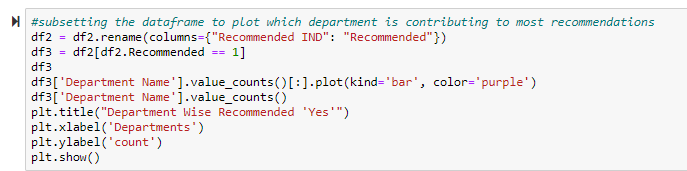 #subsetting the dataframe to plot which department is contributing to most recommendations
df2 = df2.rename(columns={"Recommended IND": "Recommended"})
df3 = df2[df2.Recommended == 1]
df3
df3['Department Name'].value_counts()[:].plot(kind='bar', color='purple')
df3['Department Name'].value_counts()
plt.title("Department Wise Recommended 'Yes'")
plt.xlabel('Departments')
plt.ylabel('count')
plt.show()